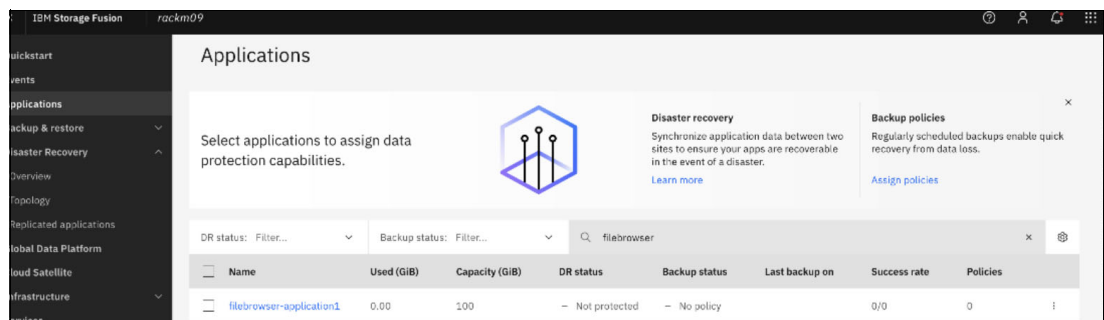 IBM Storage Fusion rackm09
uickstart
vents
pplications
ackup & restore
isaster Recovery
Overview
Topology
Replicated applications
lobal Data Platform
loud Satellite
nfrastructure
Applications
Select applications to assign data
protection capabilities.
Disaster recovery
Synchronize application data between two
sites to ensure your apps are recoverable
in the event of a disaster.
Learn more
Backup policies
Regularly scheduled backups enable quick
recovery from data loss.
Assign policies
DR status: Filter... Backup status: Filter... filebrowser
Name Used (GiB) Capacity (GiB) DR status Backup status Last backup on Success rate Policies
filebrowser-application1 0.00 100 – Not protected – No policy 0/0 0